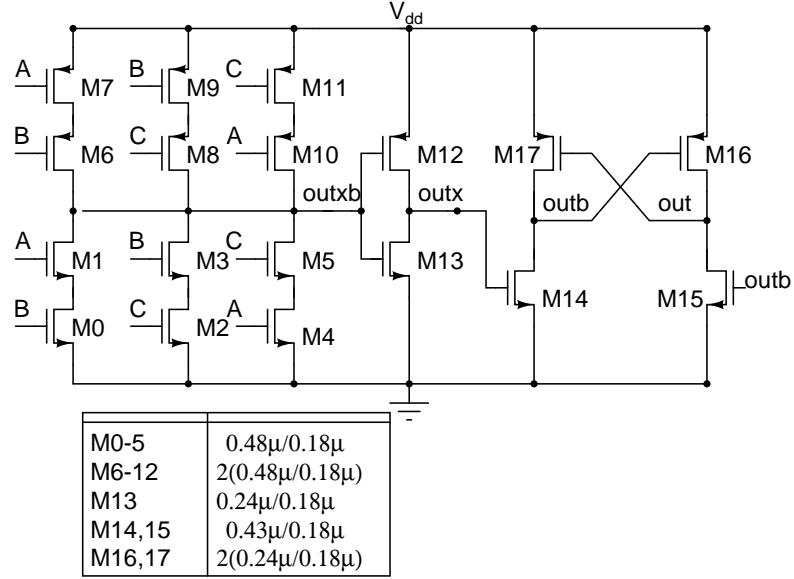 Vdd
A M7 B M9 C M11
B M6 C M8 A M10 M12 M17 M16
outxb outx outb out
A M1 B M3 C M5 M13
B M0 C M2 A M4 M14 M15 outb
M0-5 0.48µ/0.18µ
M6-12 2(0.48µ/0.18µ)
M13 0.24µ/0.18µ
M14,15 0.43µ/0.18µ
M16,17 2(0.24µ/0.18µ)